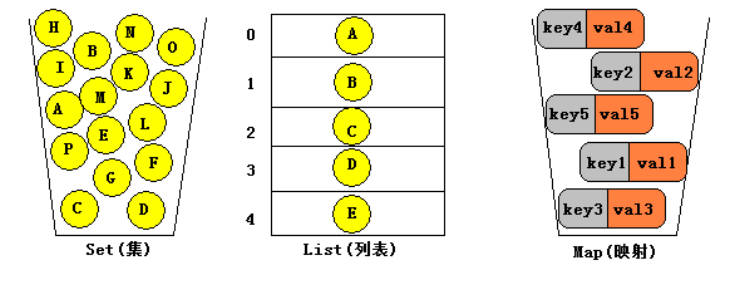 H
B
N
O
I
K
J
M
A
L
E
P
F
G
C
D
Set(集)
0
A
1
B
2
C
3
D
4
E
List(列表)
key4 val4
key2 val2
key5 val5
key1 val1
key3 val3
Map(映射)